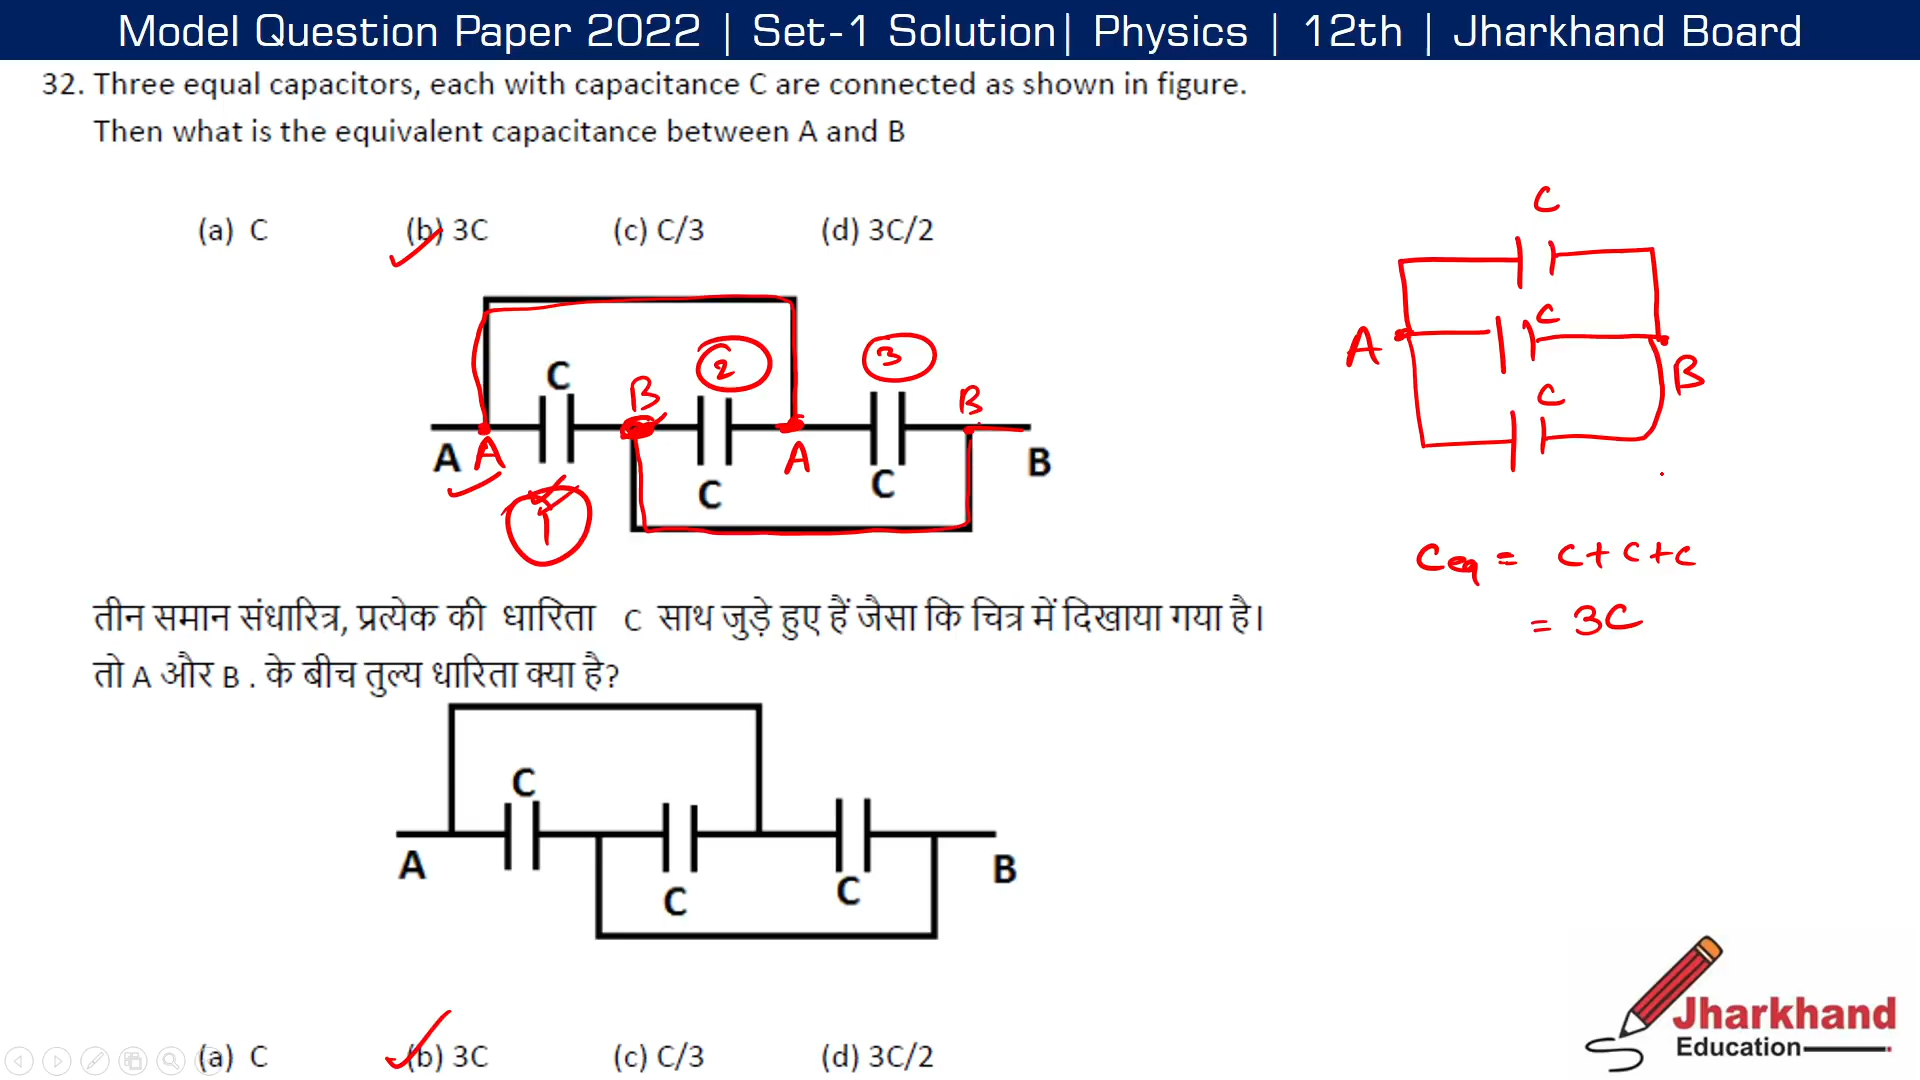 Model Question Paper 2022 | Set-1 Solution| Physics | 12th | Jharkhand Board
32. Three equal capacitors, each with capacitance C are connected as shown in figure.
Then what is the equivalent capacitance between A and B
(a) C (b) 3C (c) C/3 (d) 3C/2
C
2
3
B
B
A A
A
B
C
C
1
C
C
A
C
B
Ceq = C+C+C
= 3C
तीन समान संधारित्र, प्रत्येक की धारिता C साथ जुड़े हुए हैं जैसा कि चित्र में दिखाया गया है।
तो A और B . के बीच तुल्य धारिता क्या है?
C
A
B
C
C
(a) C (b) 3C (c) C/3 (d) 3C/2
Jharkhand
Education